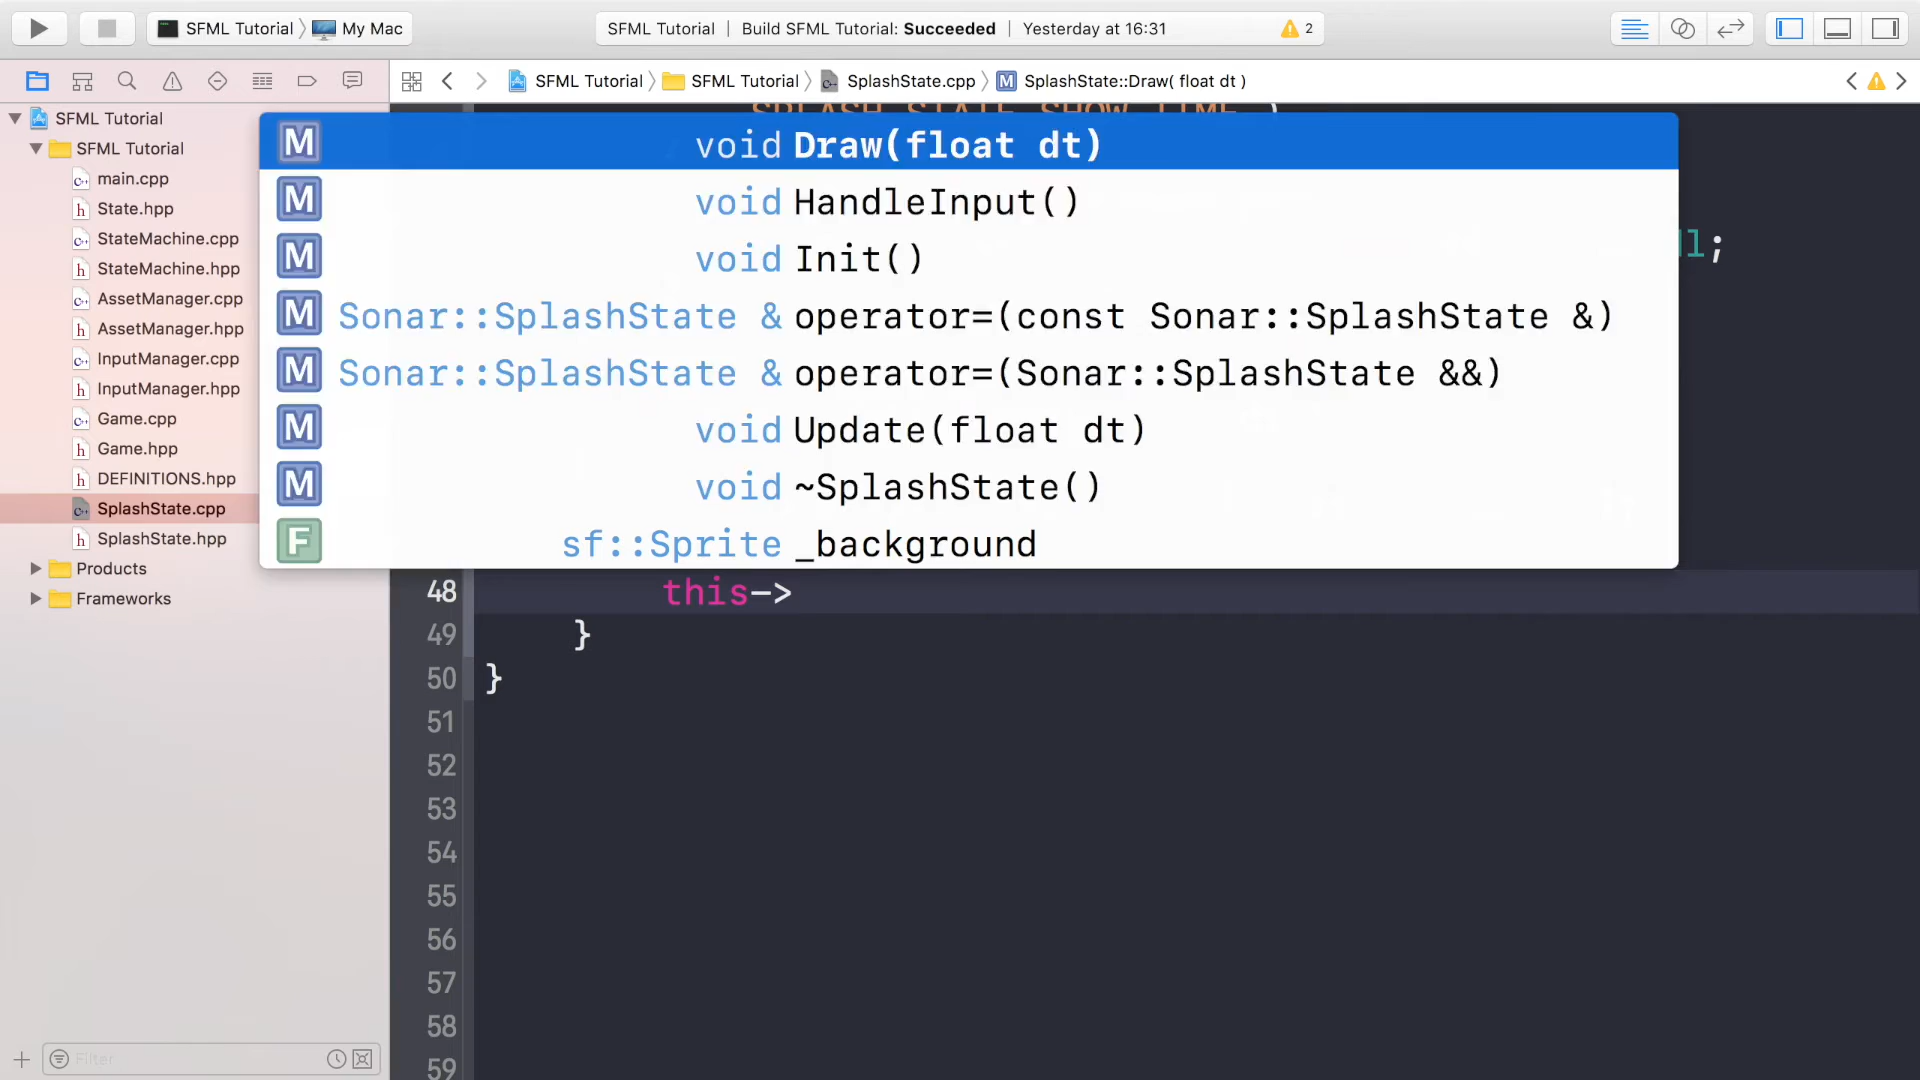 SFML Tutorial My Mac SFML Tutorial | Build SFML Tutorial: Succeeded | Yesterday at 16:31 2
SFML Tutorial SFML Tutorial SplashState.cpp M SplashState::Draw( float dt )
SFML Tutorial
SFML Tutorial
main.cpp
State.hpp
StateMachine.cpp
StateMachine.hpp
AssetManager.cpp
AssetManager.hpp
InputManager.cpp
InputManager.hpp
Game.cpp
Game.hpp
DEFINITIONS.hpp
SplashState.cpp
SplashState.hpp
Products
Frameworks
Filter
SPLASH_STATE_SHOW_TIME )
M void Draw(float dt)
M void HandleInput()
M void Init()
M Sonar::SplashState & operator=(const Sonar::SplashState &)
M Sonar::SplashState & operator=(Sonar::SplashState &&)
M void Update(float dt)
M void ~SplashState()
F sf::Sprite _background
48 this->
49 }
50 }
51
52
53
54
55
56
57
58
59